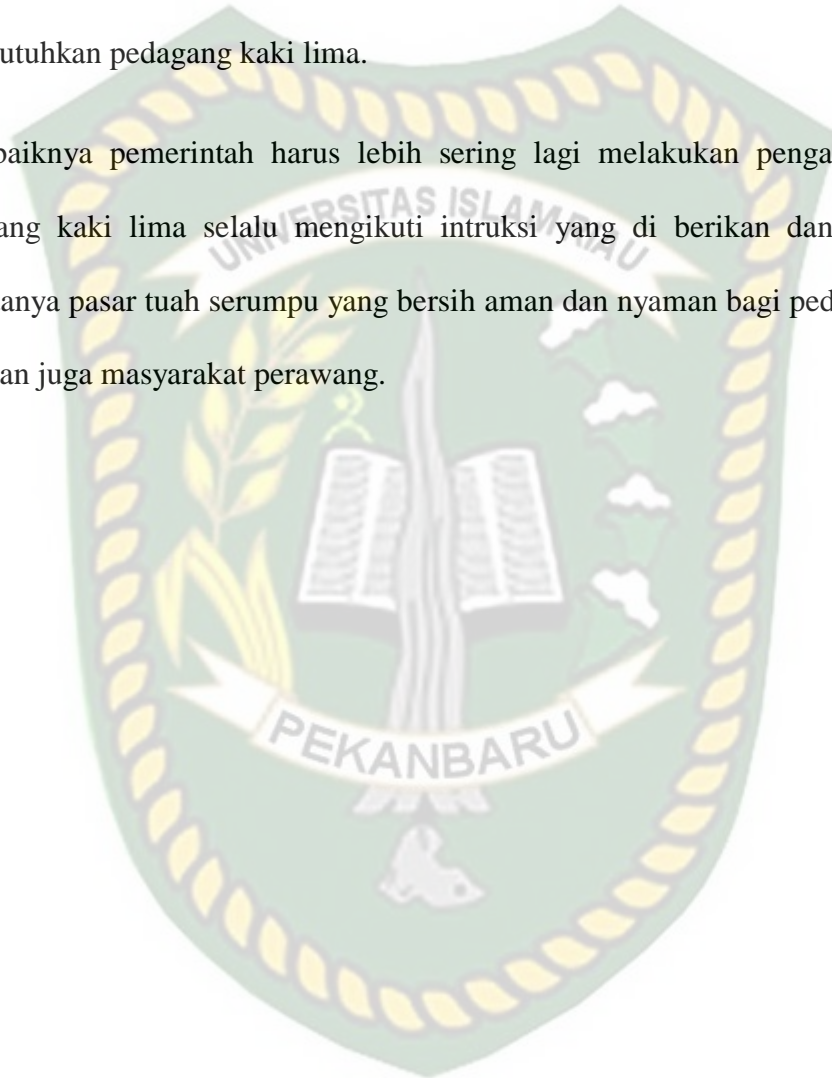 utuhkan pedagang kaki lima.
baiknya pemerintah harus lebih sering lagi melakukan penga
ang kaki lima selalu mengikuti intruksi yang di berikan dan
anya pasar tuah serumpu yang bersih aman dan nyaman bagi ped
an juga masyarakat perawang.
UNIVERSITAS ISLAM RIAU
PEKANBARU